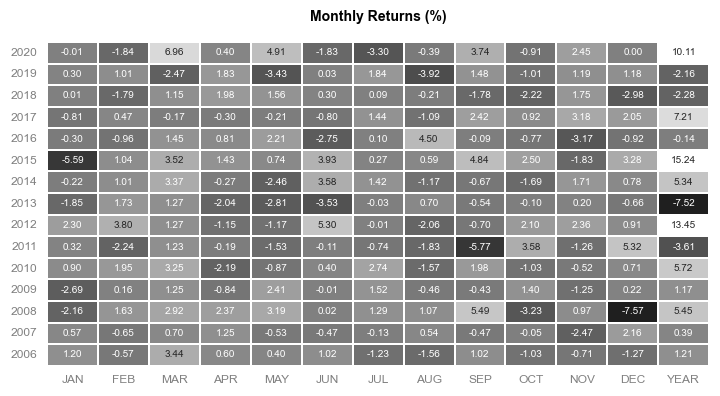 Monthly Returns (%)
2020 -0.01 -1.84 6.96 0.40 4.91 -1.83 -3.30 -0.39 3.74 -0.91 2.45 0.00 10.11
2019 0.30 1.01 -2.47 1.83 -3.43 0.03 1.84 -3.92 1.48 -1.01 1.19 1.18 -2.16
2018 0.01 -1.79 1.15 1.98 1.56 0.30 0.09 -0.21 -1.78 -2.22 1.75 -2.98 -2.28
2017 -0.81 0.47 -0.17 -0.30 -0.21 -0.80 1.44 -1.09 2.42 0.92 3.18 2.05 7.21
2016 -0.30 -0.96 1.45 0.81 2.21 -2.75 0.10 4.50 -0.09 -0.77 -3.17 -0.92 -0.14
2015 -5.59 1.04 3.52 1.43 0.74 3.93 0.27 0.59 4.84 2.50 -1.83 3.28 15.24
2014 -0.22 1.01 3.37 -0.27 -2.46 3.58 1.42 -1.17 -0.67 -1.69 1.71 0.78 5.34
2013 -1.85 1.73 1.27 -2.04 -2.81 -3.53 -0.03 0.70 -0.54 -0.10 0.20 -0.66 -7.52
2012 2.30 3.80 1.27 -1.15 -1.17 5.30 -0.01 -2.06 -0.70 2.10 2.36 0.91 13.45
2011 0.32 -2.24 1.23 -0.19 -1.53 -0.11 -0.74 -1.83 -5.77 3.58 -1.26 5.32 -3.61
2010 0.90 1.95 3.25 -2.19 -0.87 0.40 2.74 -1.57 1.98 -1.03 -0.52 0.71 5.72
2009 -2.69 0.16 1.25 -0.84 2.41 -0.01 1.52 -0.46 -0.43 1.40 -1.25 0.22 1.17
2008 -2.16 1.63 2.92 2.37 3.19 0.02 1.29 1.07 5.49 -3.23 0.97 -7.57 5.45
2007 0.57 -0.65 0.70 1.25 -0.53 -0.47 -0.13 0.54 -0.47 -0.05 -2.47 2.16 0.39
2006 1.20 -0.57 3.44 0.60 0.40 1.02 -1.23 -1.56 1.02 -1.03 -0.71 -1.27 1.21
JAN FEB MAR APR MAY JUN JUL AUG SEP OCT NOV DEC YEAR